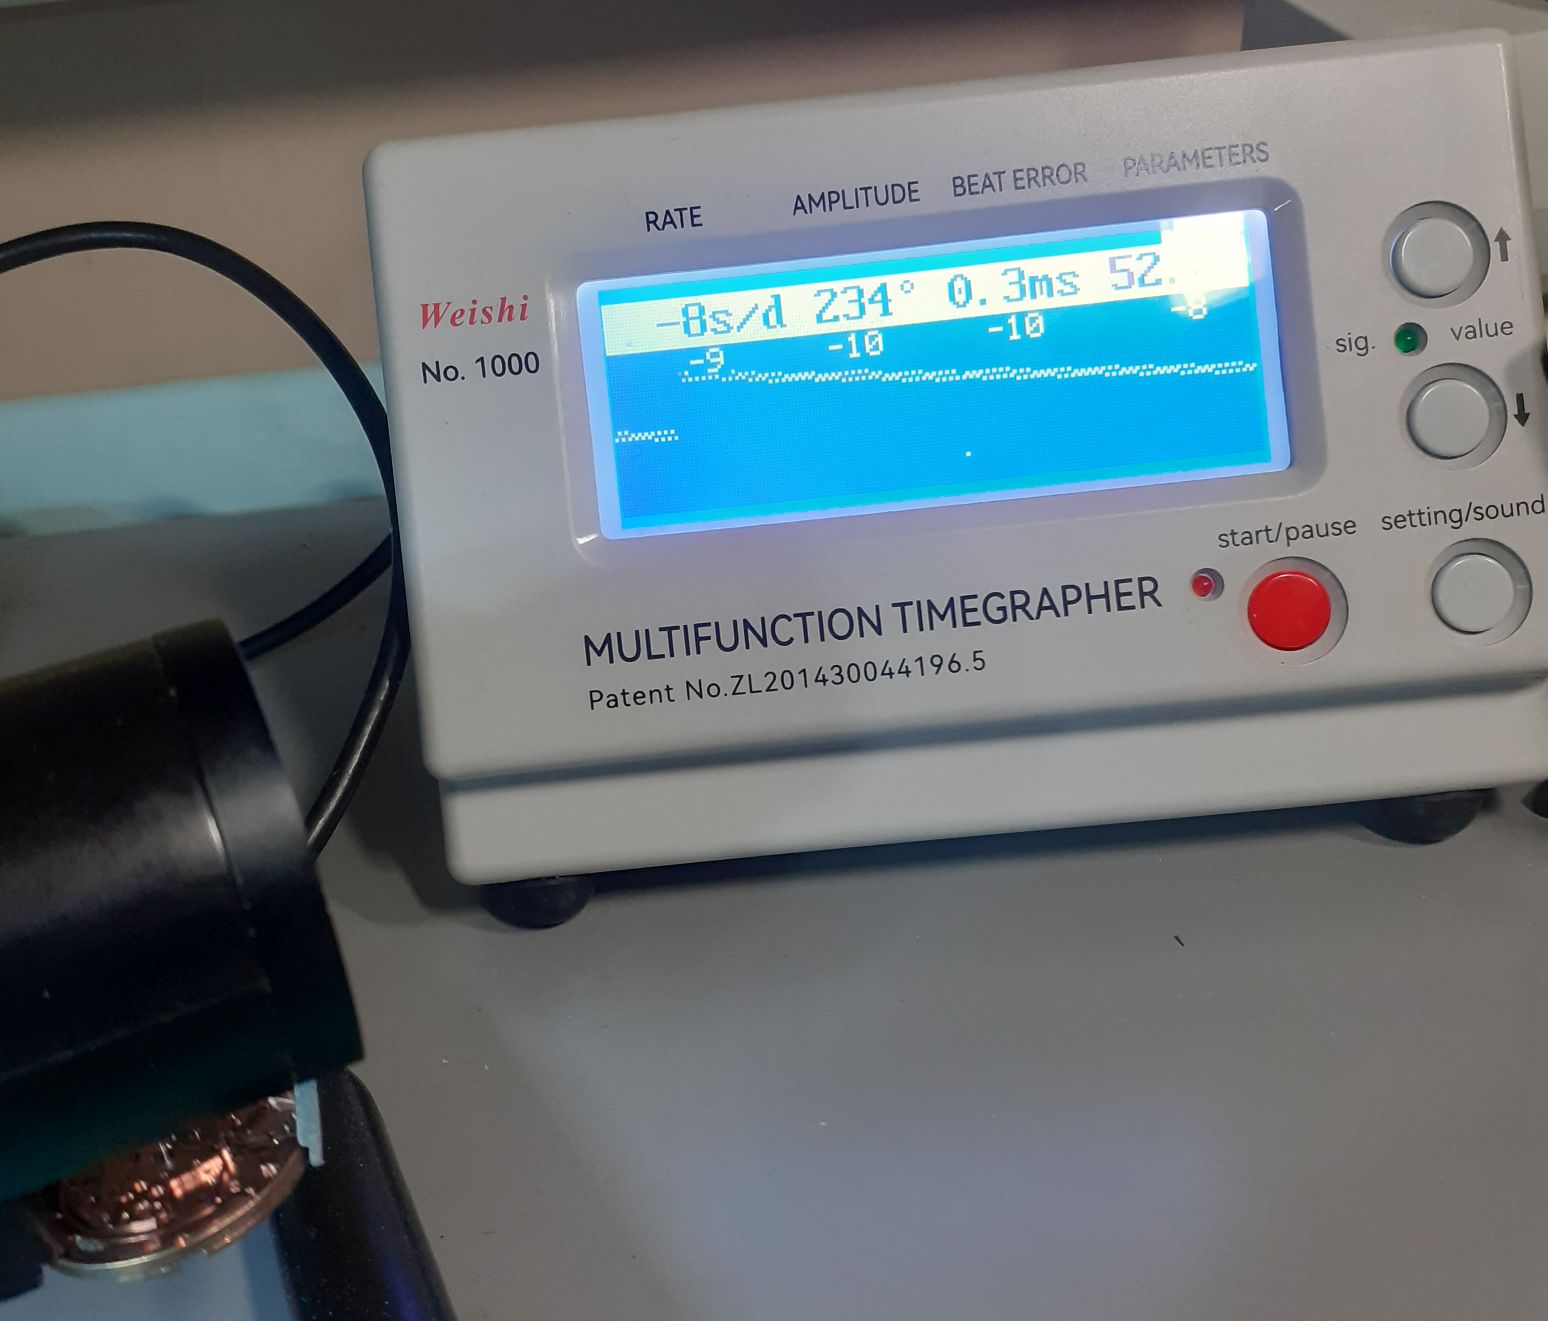 RATE AMPLITUDE BEAT ERROR PARAMETERS
-8s/d 234° 0.3ms 52.
-9 -10 -10 -8
Weishi
No. 1000
sig. value
start/pause setting/sound
MULTIFUNCTION TIMEGRAPHER
Patent No.ZL201430044196.5